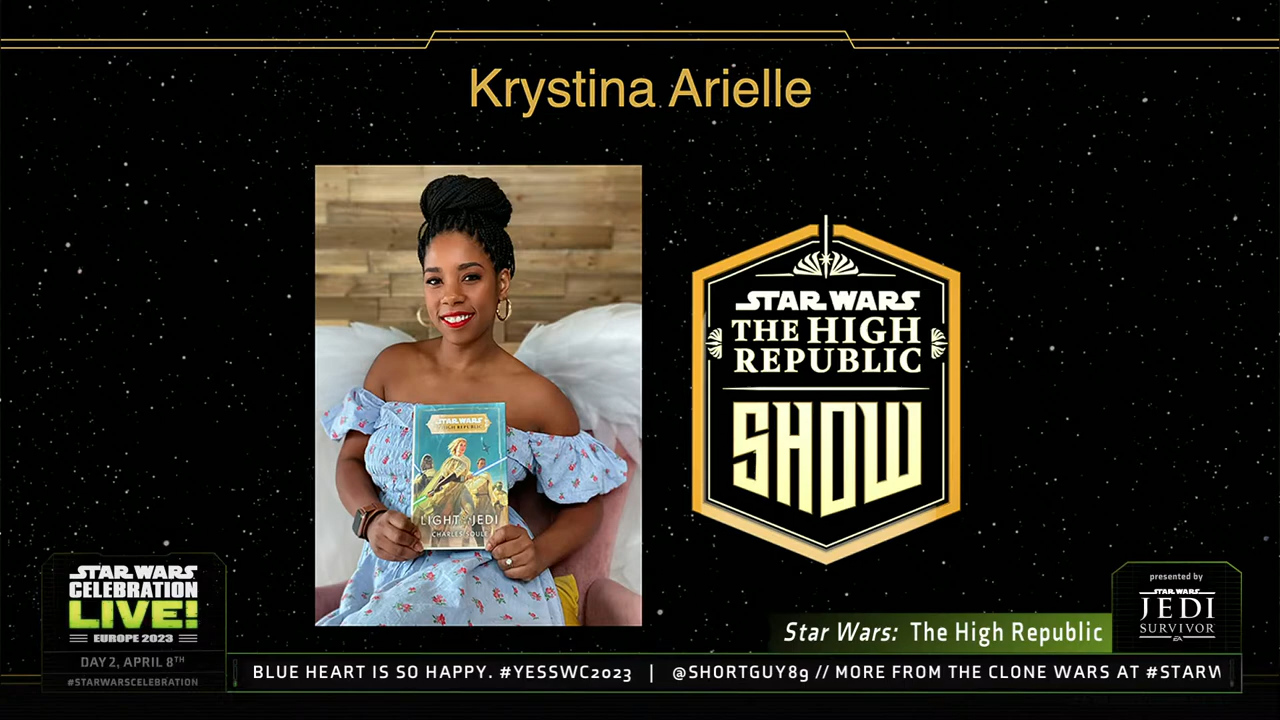 Krystina Arielle
STAR WARS
THE HIGH REPUBLIC
LIGHT OF THE JEDI
CHARLES SOULE
STAR WARS
THE HIGH
REPUBLIC
SHOW
STAR WARS
CELEBRATION
LIVE!
EUROPE 2023
DAY 2, APRIL 8TH
#STARWARSCELEBRATION
presented by
STAR WARS
JEDI
SURVIVOR
EA
Star Wars: The High Republic
BLUE HEART IS SO HAPPY. #YESSWC2023 | @SHORTGUY89 // MORE FROM THE CLONE WARS AT #STARW